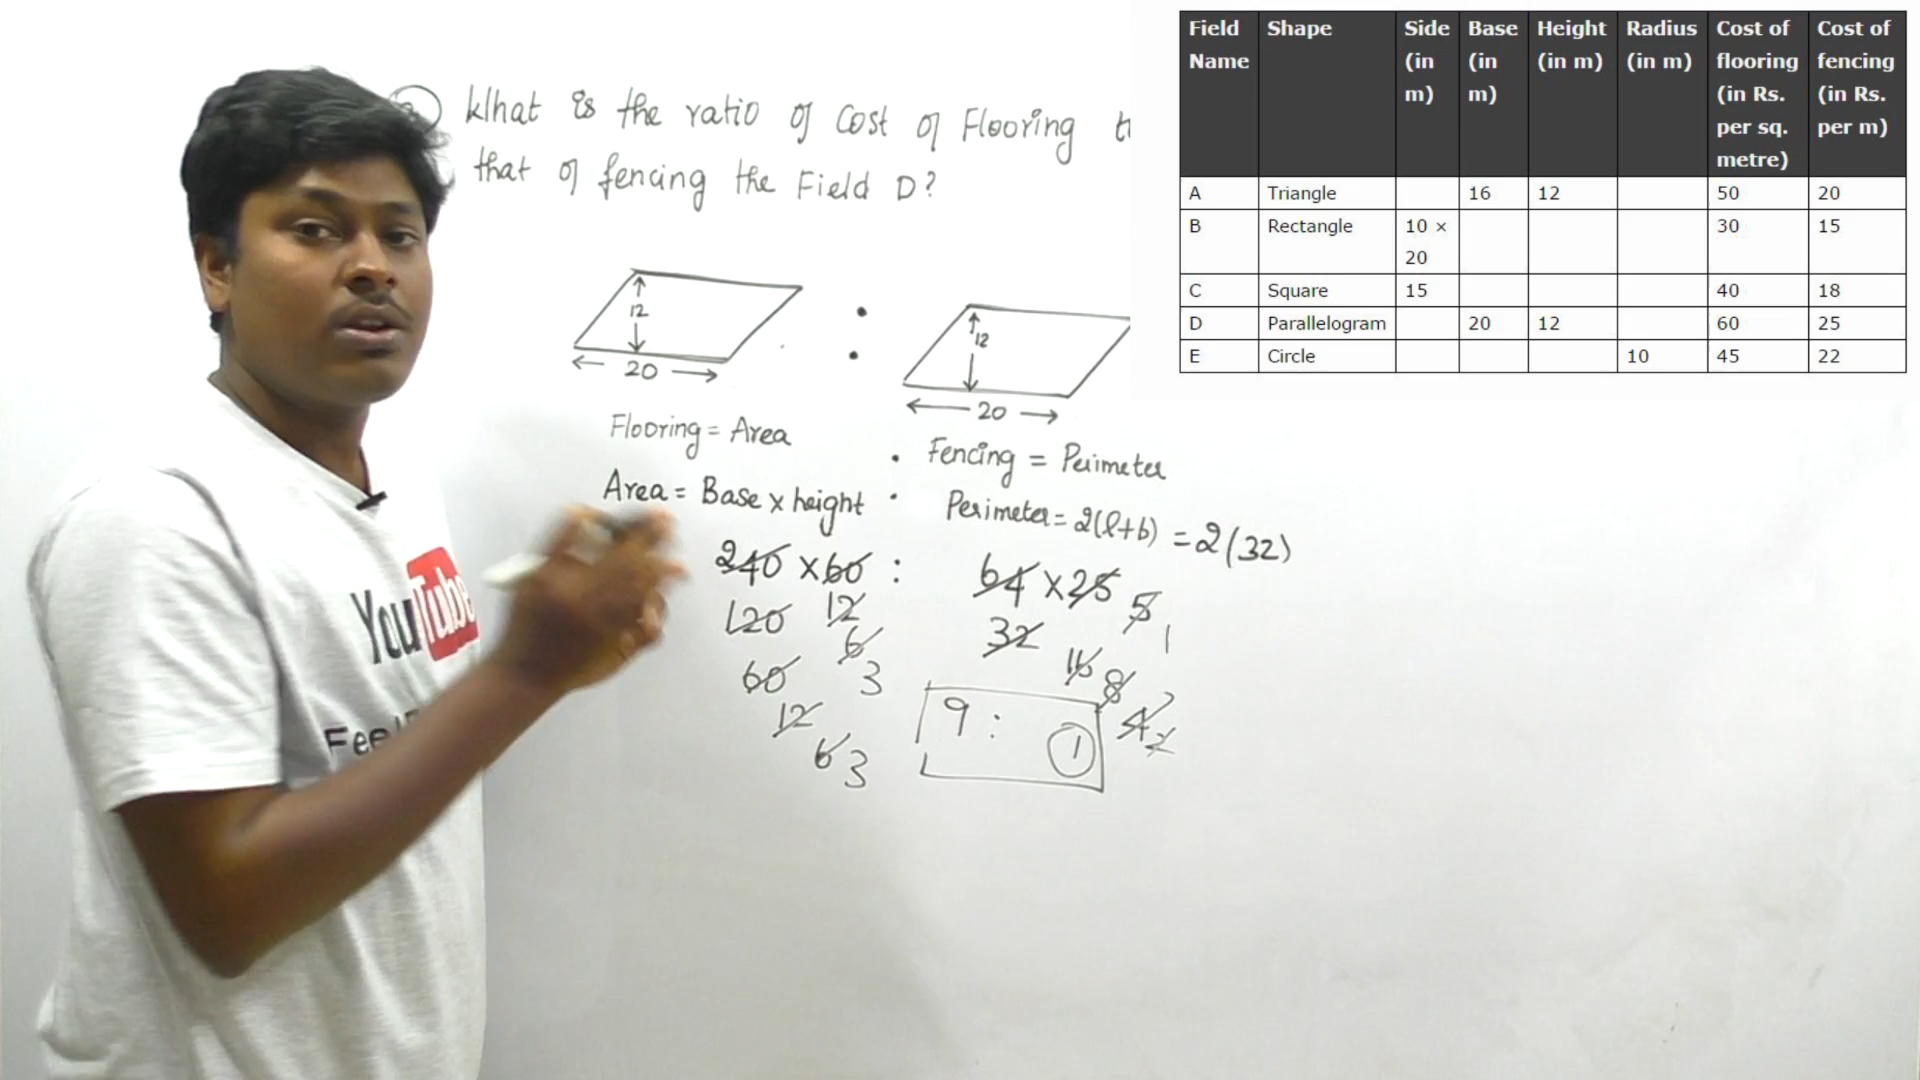 What is the ratio of Cost of Flooring t
that of fencing the Field D?
12
20
:
12
20
Flooring = Area
Fencing = Perimeter
Area = Base x height
:
Perimeter = 2(l+b) = 2(32)
240 x 60 : 64 x 25
120 12 32 5
6 1
60 3 16 8
12 4 2
6 3
9 : 1
YouTube
Field Name Shape Side (in m) Base (in m) Height (in m) Radius (in m) Cost of flooring (in Rs. per sq. metre) Cost of fencing (in Rs. per m)
A Triangle 16 12 50 20
B Rectangle 10 × 20 30 15
C Square 15 40 18
D Parallelogram 20 12 60 25
E Circle 10 45 22